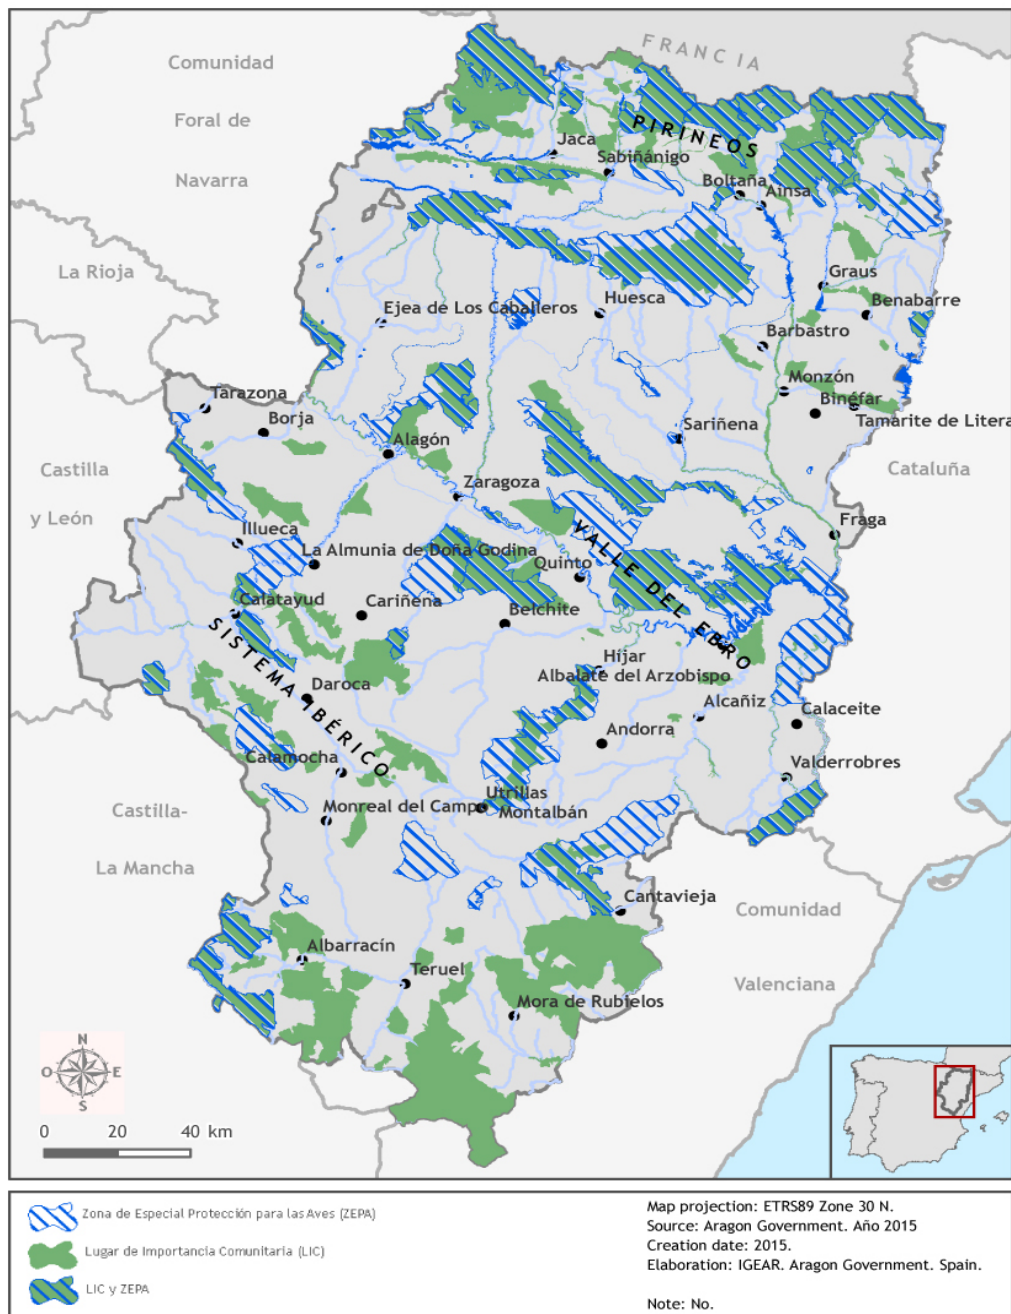 FRANCIA
Comunidad
Foral de
Navarra
PIRINEOS
Jaca
Sabiñánigo
Boltaña
Aínsa
La Rioja
Graus
Ejea de Los Caballeros
Huesca
Benabarre
Barbastro
Tarazona
Monzón
Binéfar
Borja
Sariñena
Tamarite de Litera
Alagón
Castilla
y León
Cataluña
Zaragoza
Fraga
Illueca
VALLE DEL EBRO
La Almunia de Doña Godina
Quinto
Calatayud
Cariñena
Belchite
SISTEMA IBÉRICO
Híjar
Albalate del Arzobispo
Daroca
Alcañiz
Calaceite
Andorra
Calamocha
Valderrobres
Utrillas
Monreal del Campo
Montalbán
Castilla-
La Mancha
Cantavieja
Comunidad
Valenciana
Albarracín
Teruel
Mora de Rubielos
N
O E
S
0 20 40 km
Zona de Especial Protección para las Aves (ZEPA)
Lugar de Importancia Comunitaria (LIC)
LIC y ZEPA
Map projection: ETRS89 Zone 30 N.
Source: Aragon Government. Año 2015
Creation date: 2015.
Elaboration: IGEAR. Aragon Government. Spain.
Note: No.